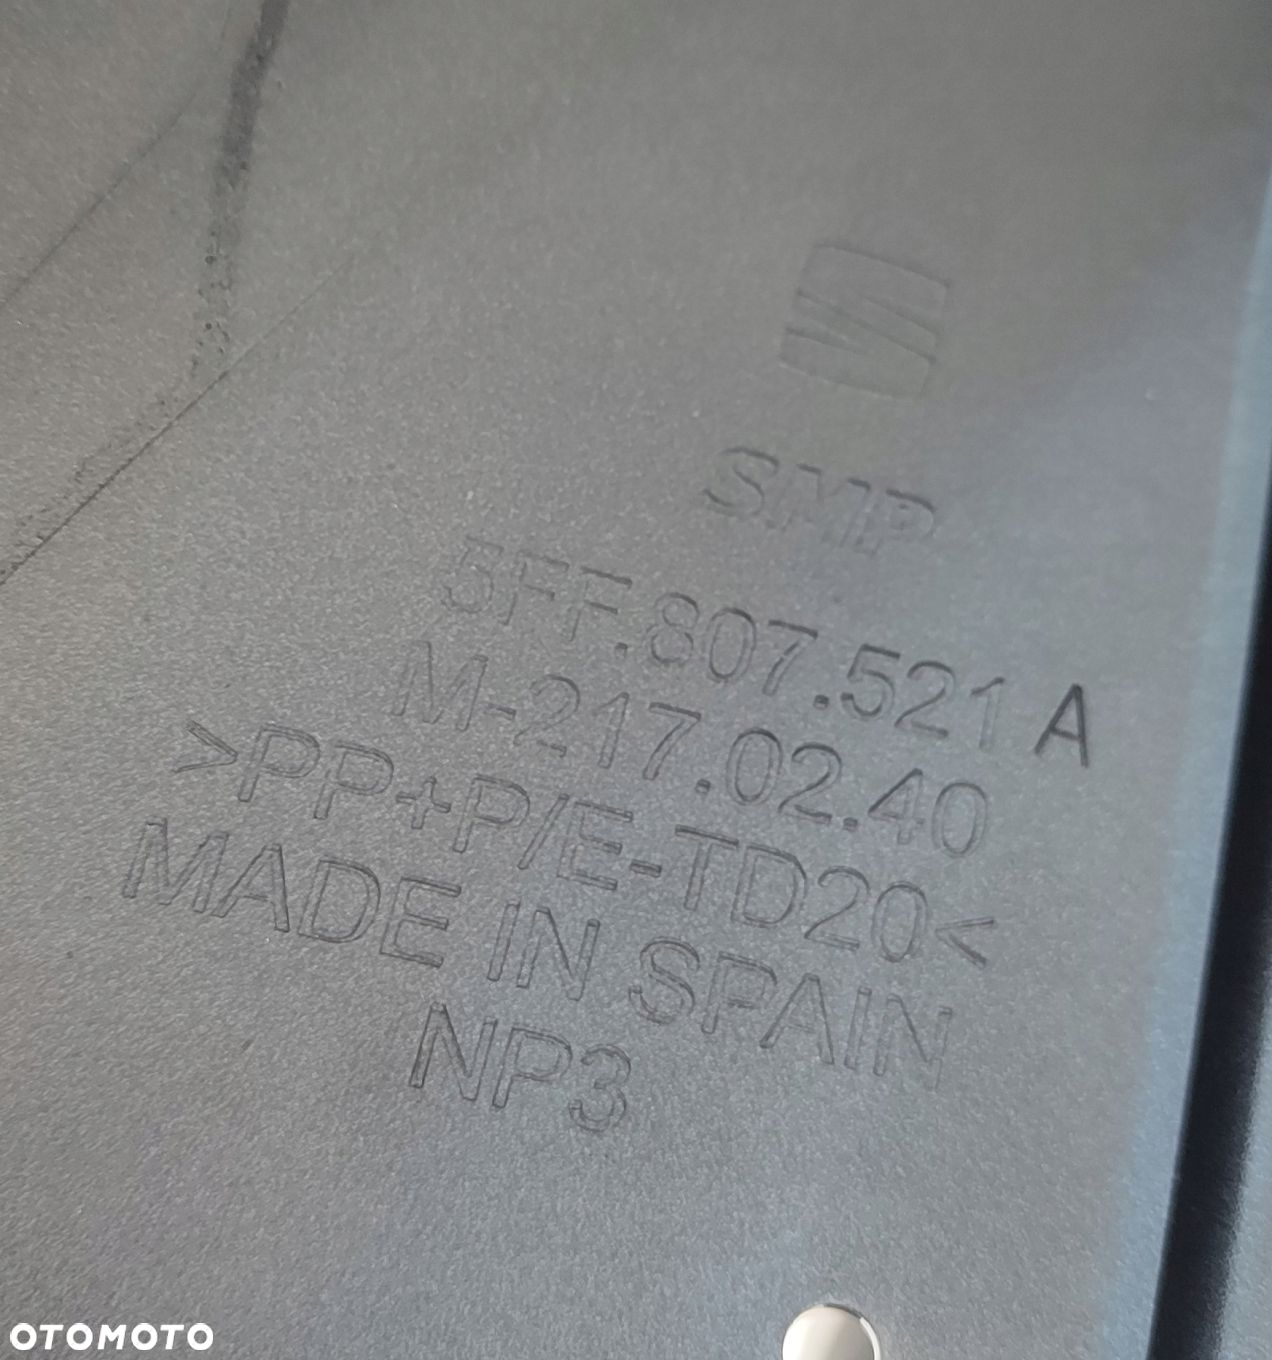 SMP
5FF.807.521 A
M-217.02.40
>PP+P/E-TD20<
MADE IN SPAIN
NP3
OTOMOTO